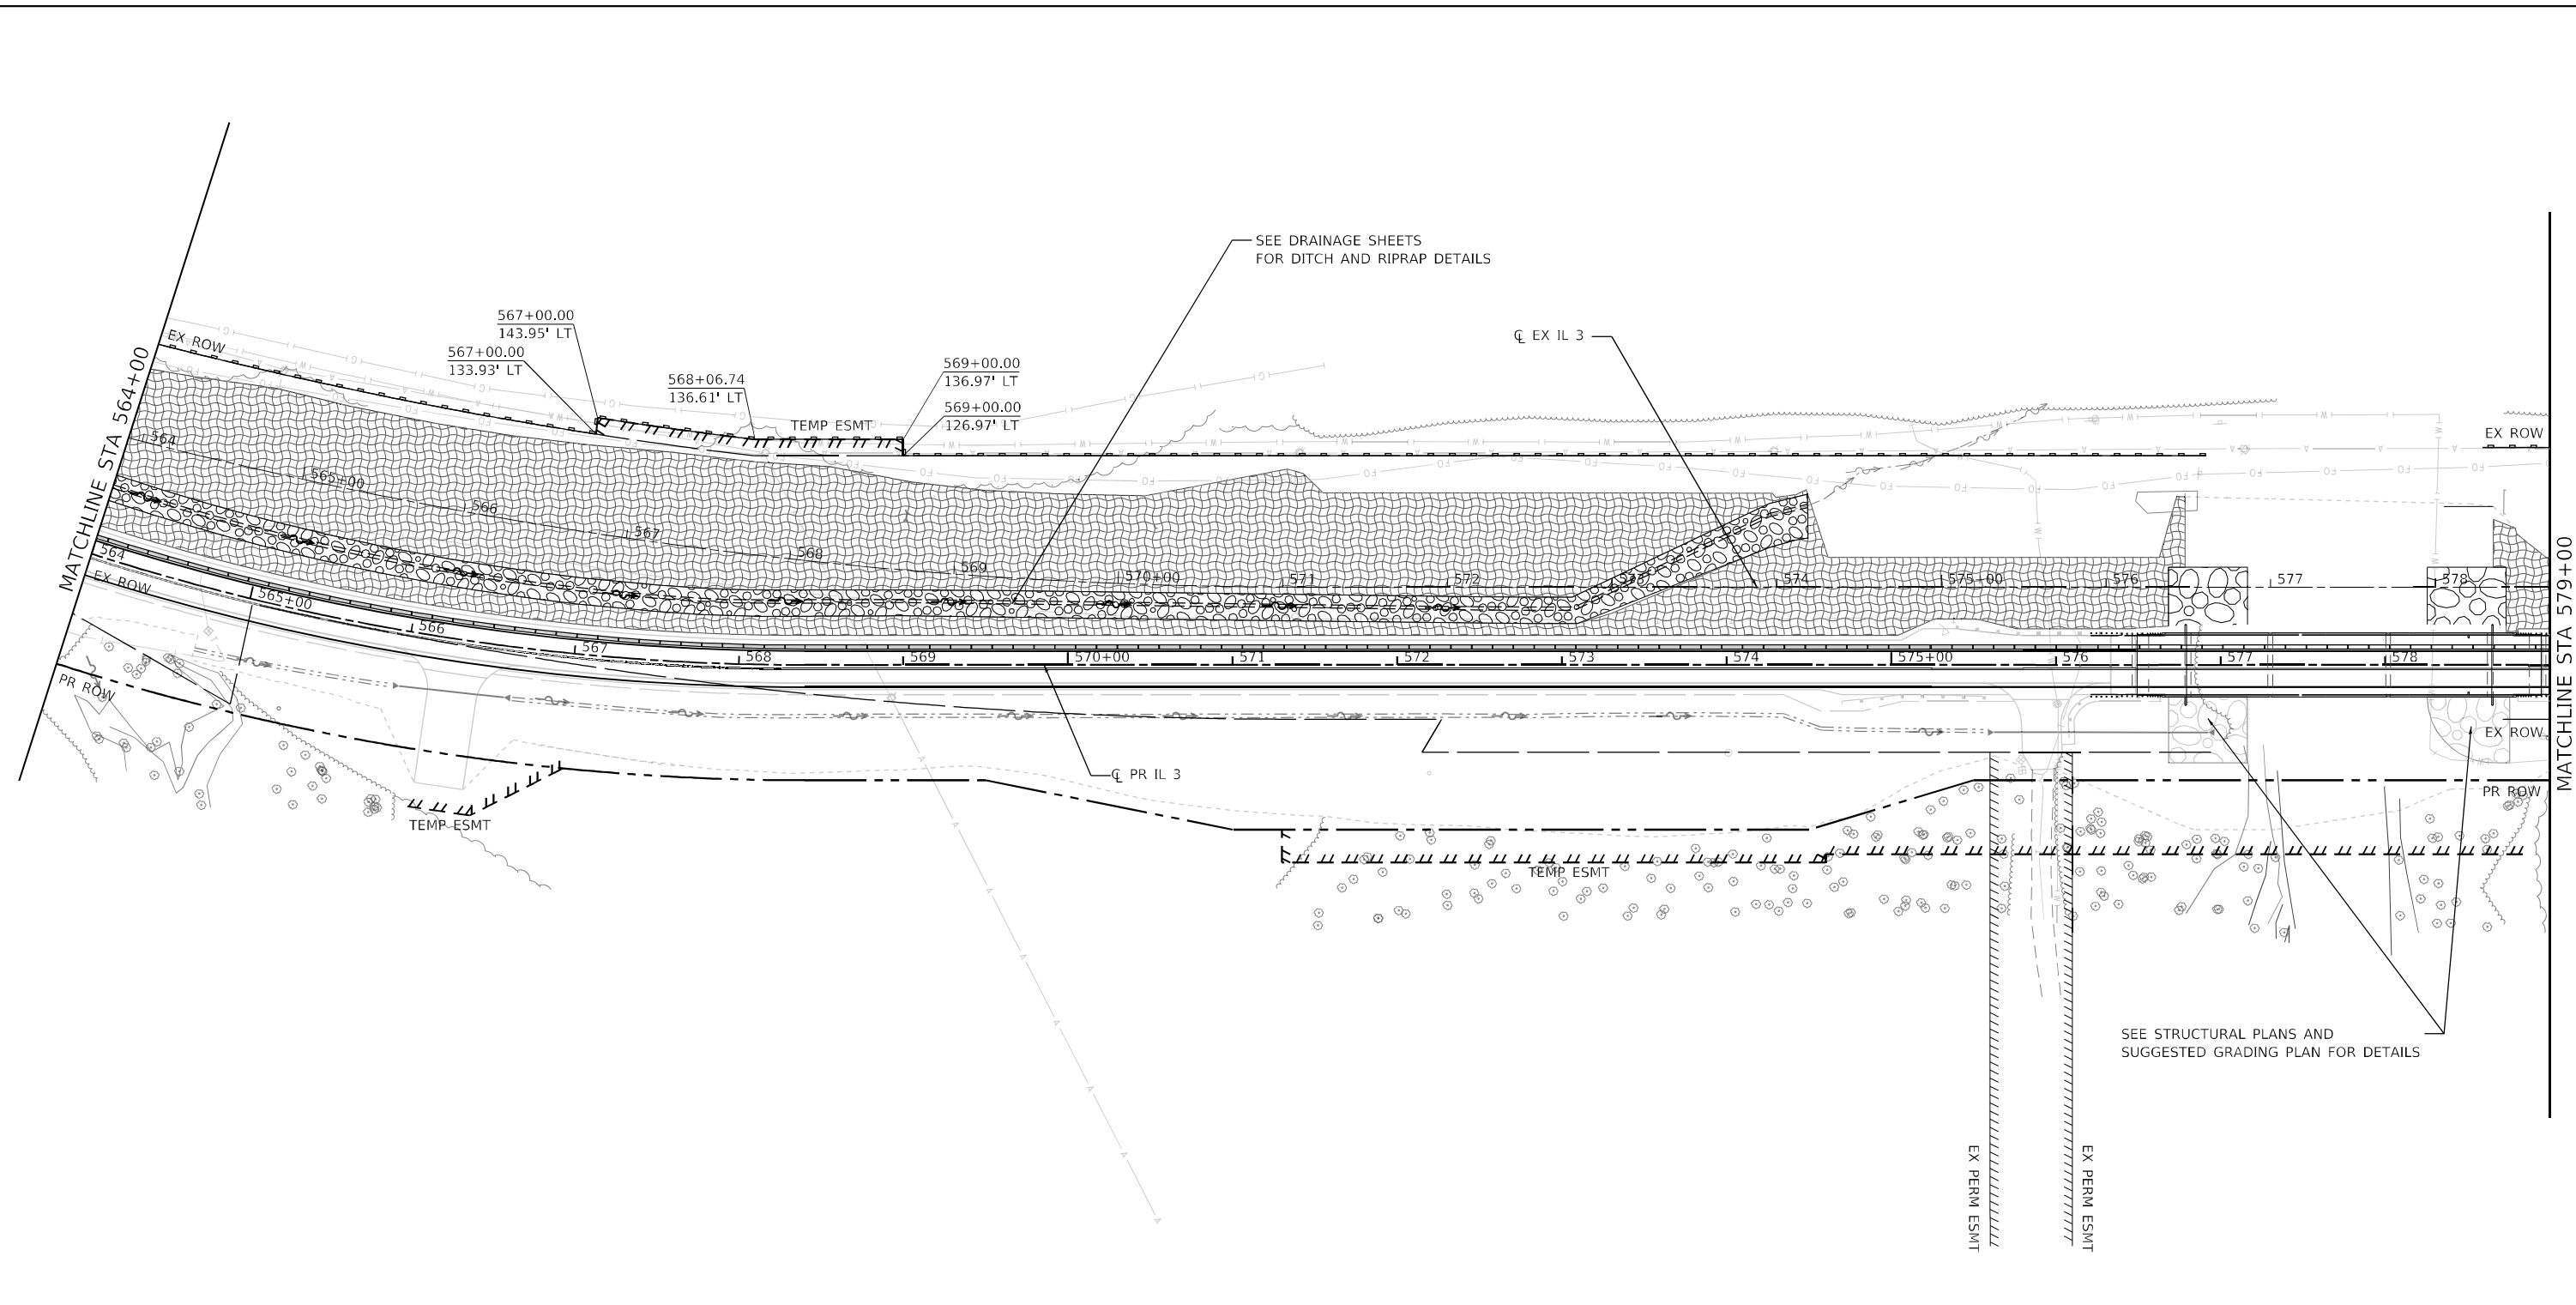 SEE DRAINAGE SHEETS
FOR DITCH AND RIPRAP DETAILS
567+00.00
143.95' LT
567+00.00
133.93' LT
568+06.74
136.61' LT
569+00.00
136.97' LT
569+00.00
126.97' LT
℄ EX IL 3
EX ROW
TEMP ESMT
EX ROW
MATCHLINE STA 564+00
564
565+00
566
567
568
569
570+00
571
572
573
574
575+00
576
577
578
564
565+00
566
567
568
569
570+00
571
572
573
574
575+00
576
577
578
EX ROW
PR ROW
EX ROW
PR ROW
MATCHLINE STA 579+00
℄ PR IL 3
TEMP ESMT
TEMP ESMT
SEE STRUCTURAL PLANS AND
SUGGESTED GRADING PLAN FOR DETAILS
EX PERM ESMT
EX PERM ESMT